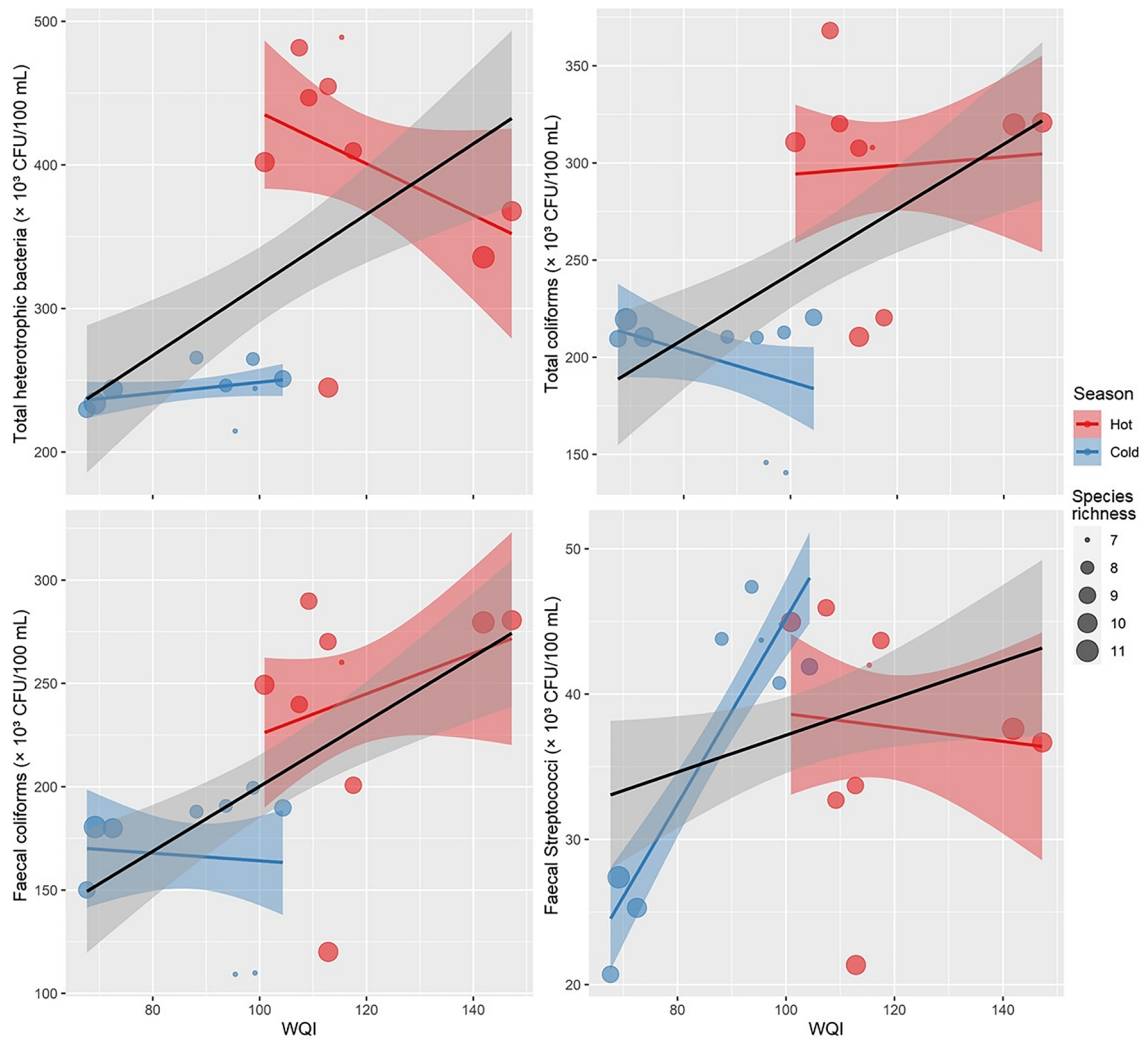 Total heterotrophic bacteria (× 10³ CFU/100 mL)
500
400
300
200
Total coliforms (× 10³ CFU/100 mL)
350
300
250
200
150
Season
Hot
Cold
Species
richness
7
8
9
10
11
Faecal coliforms (× 10³ CFU/100 mL)
300
250
200
150
100
80
100
120
140
WQI
Faecal Streptococci (× 10³ CFU/100 mL)
50
40
30
20
80
100
120
140
WQI